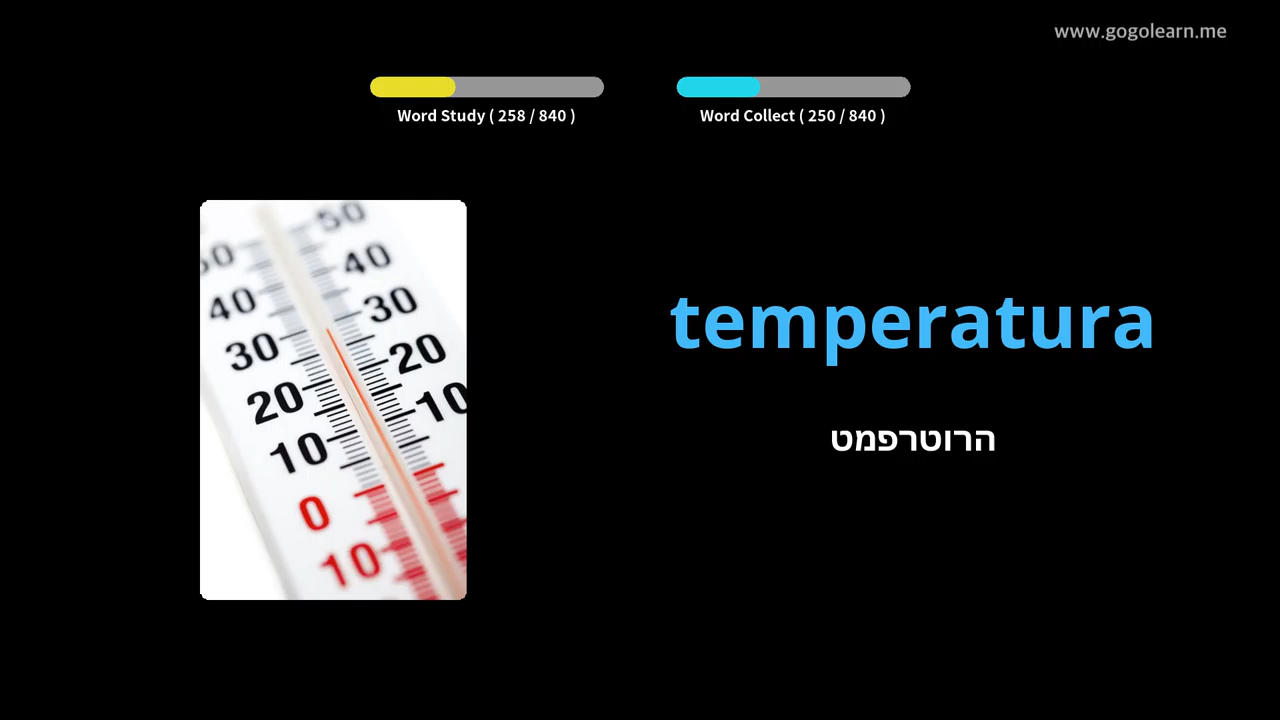 www.gogolearn.me
Word Study ( 258 / 840 )
Word Collect ( 250 / 840 )
50
40
40
30
30
20
20
10
10
0
10
temperatura
הרוטרפמט